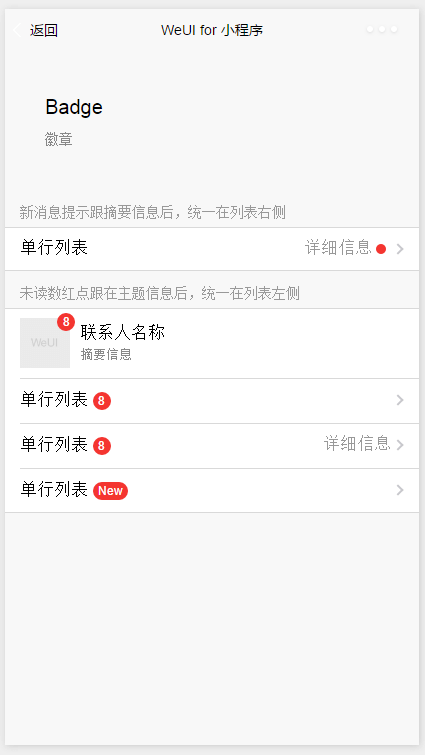 返回 WeUI for 小程序
Badge
徽章
新消息提示跟摘要信息后，统一在列表右侧
单行列表 详细信息
未读数红点跟在主题信息后，统一在列表左侧
8
WeUI
联系人名称
摘要信息
单行列表 8
单行列表 8 详细信息
单行列表 New